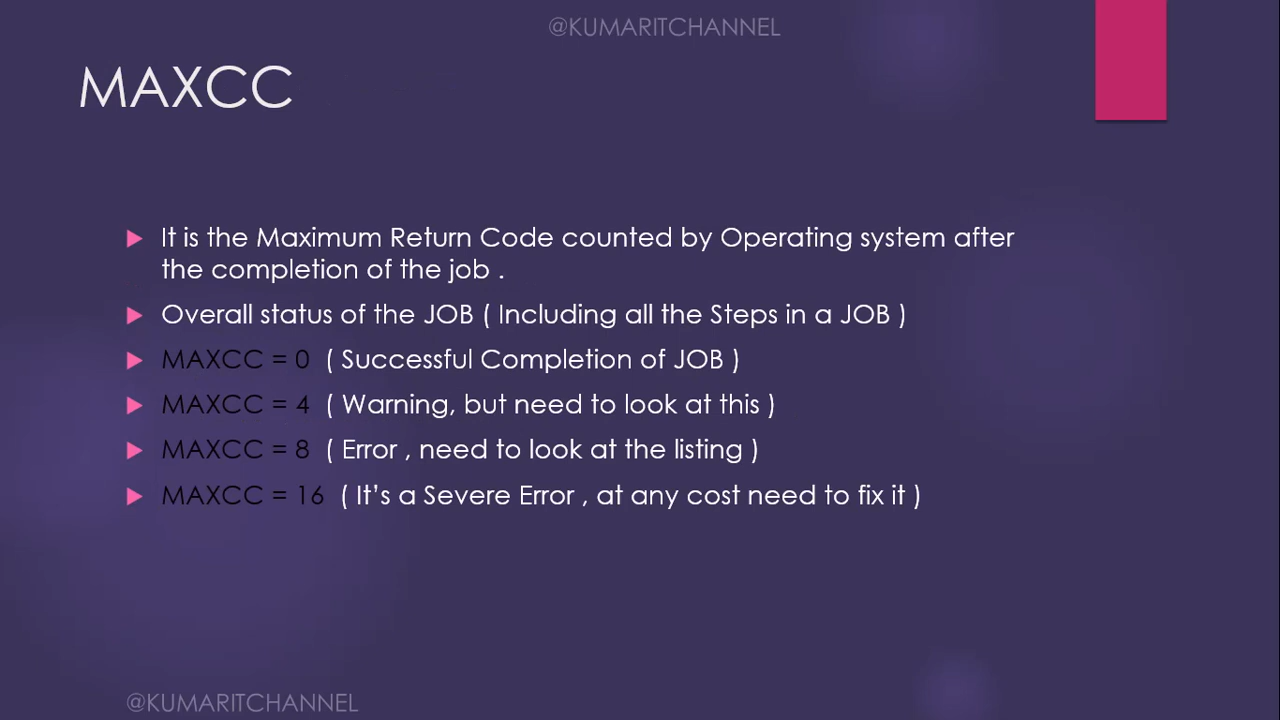 @KUMARITCHANNEL
MAXCC
It is the Maximum Return Code counted by Operating system after
the completion of the job .
Overall status of the JOB ( Including all the Steps in a JOB )
MAXCC = 0 ( Successful Completion of JOB )
MAXCC = 4 ( Warning, but need to look at this )
MAXCC = 8 ( Error , need to look at the listing )
MAXCC = 16 ( It’s a Severe Error , at any cost need to fix it )
@KUMARITCHANNEL